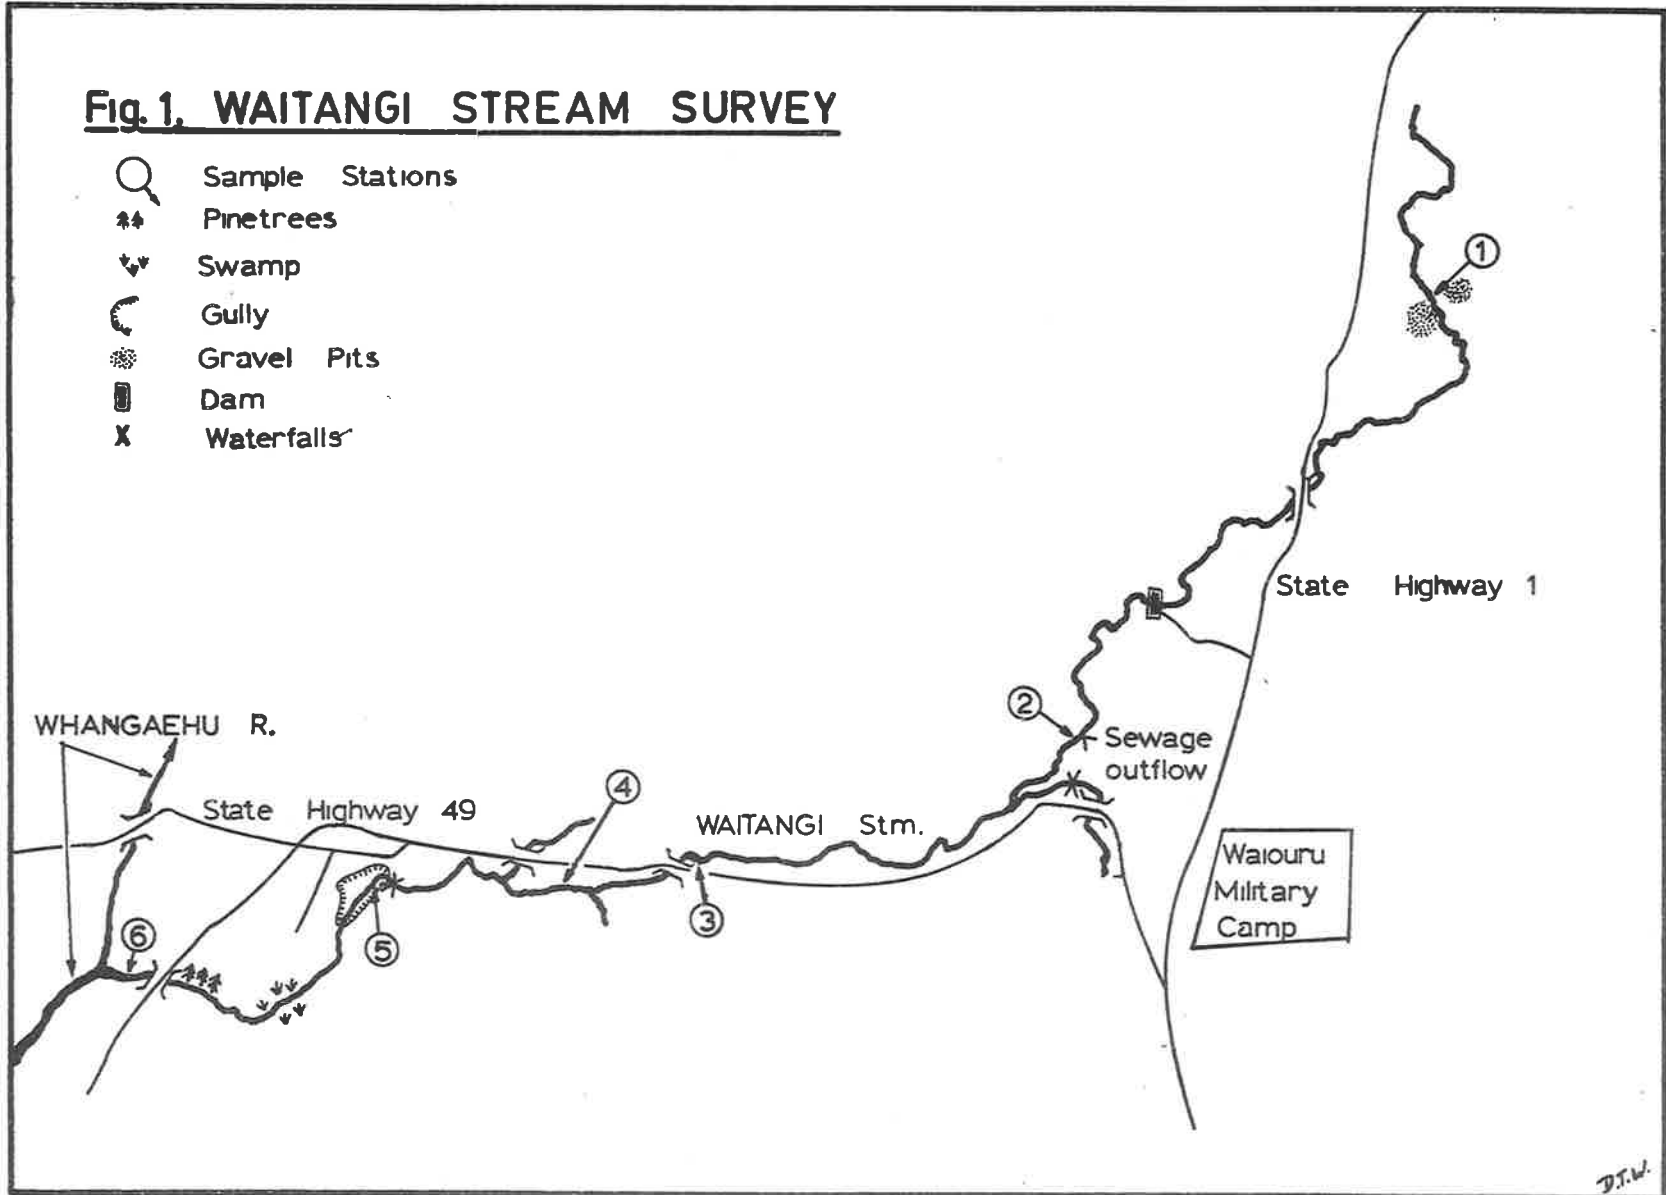 Fig. 1. WAITANGI STREAM SURVEY
Sample Stations
Pinetrees
Swamp
Gully
Gravel Pits
Dam
Waterfalls
1
State Highway 1
2
Sewage
outflow
WHANGAEHU R.
State Highway 49
4
WAITANGI Stm.
Waiouru
Military
Camp
3
5
6
D.T.W.